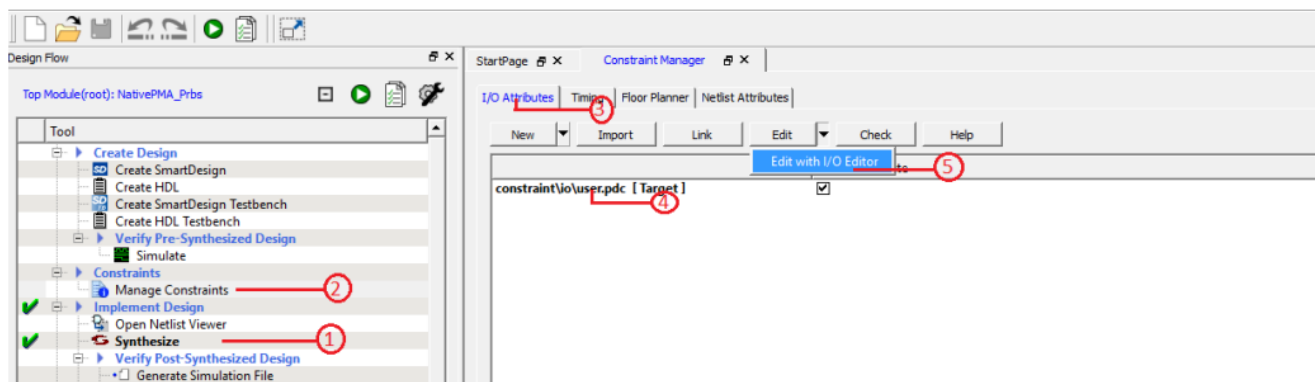 Design Flow
Top Module(root): NativePMA_Prbs
Tool
Create Design
SD Create SmartDesign
Create HDL
SD Create SmartDesign Testbench
Create HDL Testbench
Verify Pre-Synthesized Design
Simulate
Constraints
Manage Constraints 2
Implement Design
Open Netlist Viewer
Synthesize 1
Verify Post-Synthesized Design
Generate Simulation File
StartPage Constraint Manager
I/O Attributes Timing Floor Planner Netlist Attributes
3
New Import Link Edit Check Help
Edit with I/O Editor 5
constraint\io\user.pdc [ Target ]
4